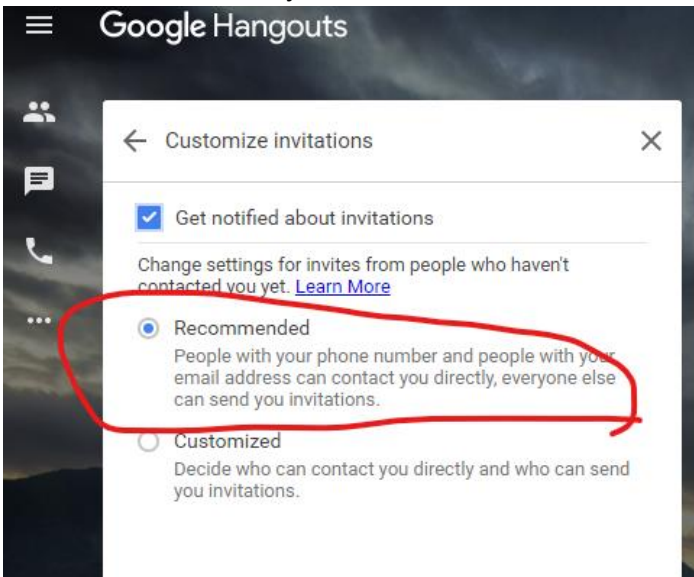 Google Hangouts
Customize invitations
Get notified about invitations
Change settings for invites from people who haven't
contacted you yet. Learn More
Recommended
People with your phone number and people with your
email address can contact you directly, everyone else
can send you invitations.
Customized
Decide who can contact you directly and who can send
you invitations.